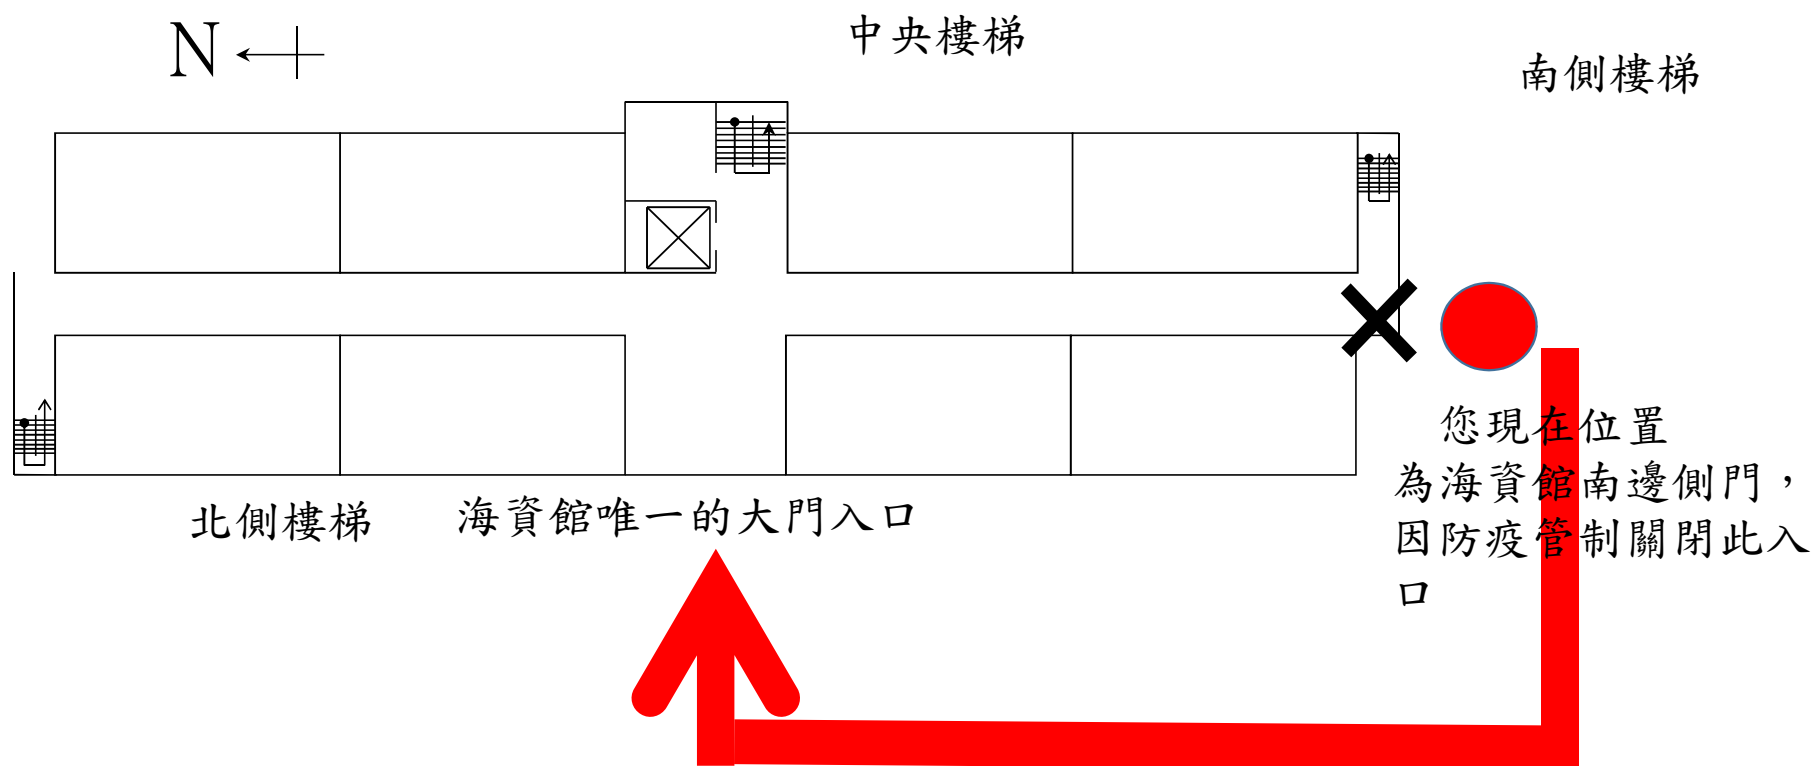 N
中央樓梯
南側樓梯
您現在位置
為海資館南邊側門，
因防疫管制關閉此入
口
北側樓梯
海資館唯一的大門入口